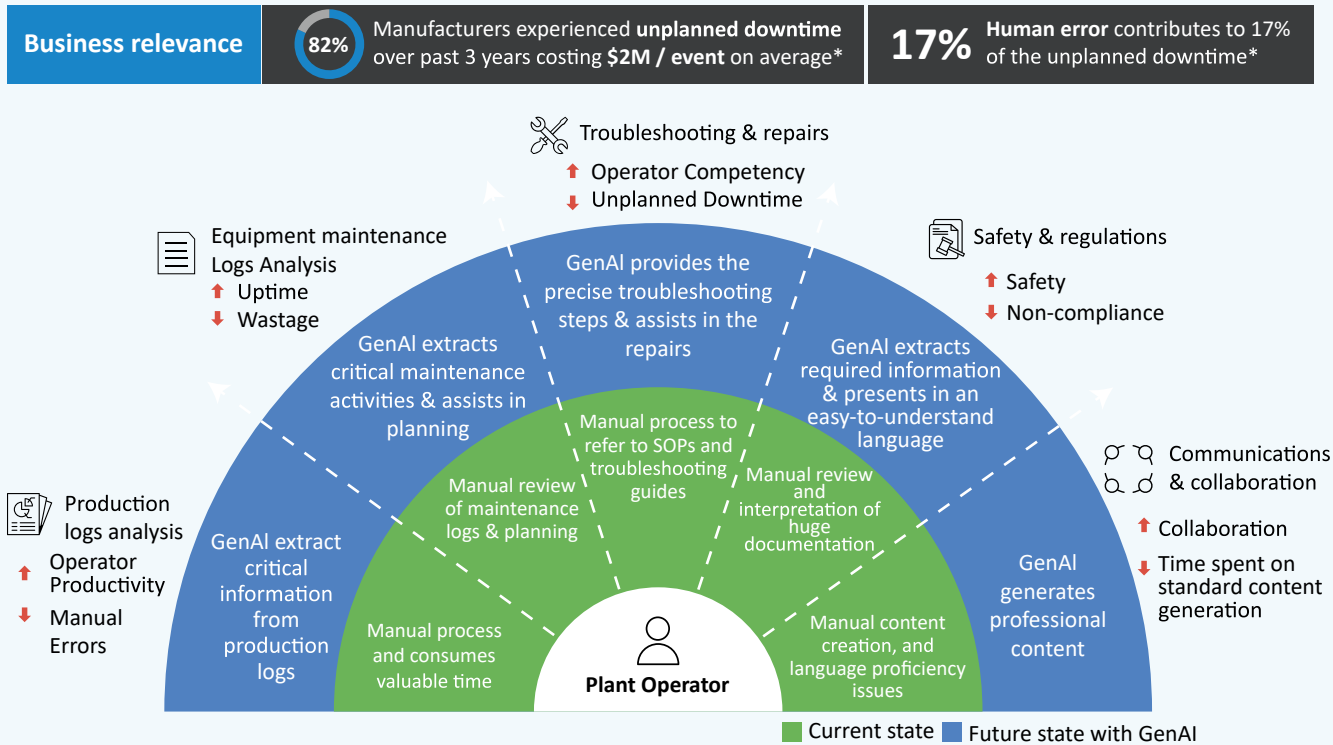 Business relevance
82%
Manufacturers experienced unplanned downtime
over past 3 years costing $2M / event on average*
17%
Human error contributes to 17%
of the unplanned downtime*
Troubleshooting & repairs
Operator Competency
Unplanned Downtime
Equipment maintenance
Logs Analysis
Uptime
Wastage
Safety & regulations
Safety
Non-compliance
Production
logs analysis
Operator
Productivity
Manual
Errors
Communications
& collaboration
Collaboration
Time spent on
standard content
generation
GenAI extract
critical
information
from
production
logs
GenAI extracts
critical maintenance
activities & assists in
planning
GenAI provides the
precise troubleshooting
steps & assists in the
repairs
GenAI extracts
required information
& presents in an
easy-to-understand
language
GenAI
generates
professional
content
Manual process
and consumes
valuable time
Manual review
of maintenance
logs & planning
Manual process to
refer to SOPs and
troubleshooting
guides
Manual review
and
interpretation of
huge
documentation
Manual content
creation, and
language proficiency
issues
Plant Operator
Current state
Future state with GenAI